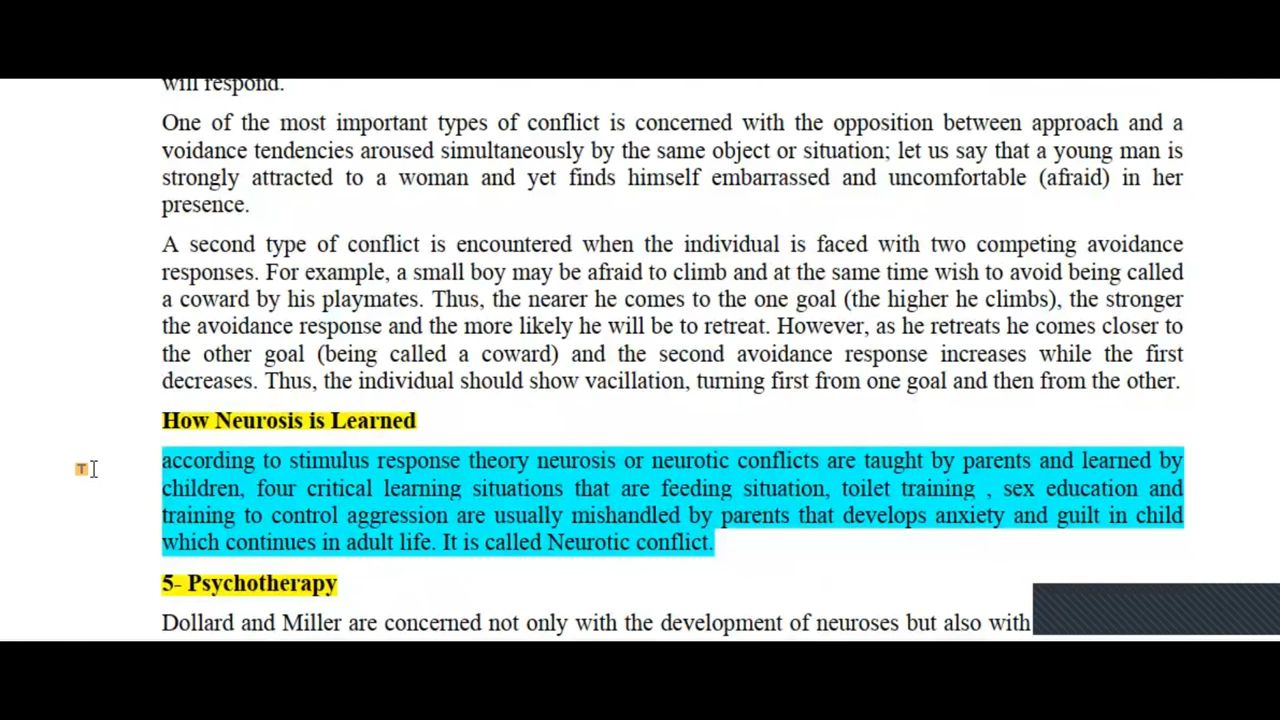 will respond.
One of the most important types of conflict is concerned with the opposition between approach and a
voidance tendencies aroused simultaneously by the same object or situation; let us say that a young man is
strongly attracted to a woman and yet finds himself embarrassed and uncomfortable (afraid) in her
presence.
A second type of conflict is encountered when the individual is faced with two competing avoidance
responses. For example, a small boy may be afraid to climb and at the same time wish to avoid being called
a coward by his playmates. Thus, the nearer he comes to the one goal (the higher he climbs), the stronger
the avoidance response and the more likely he will be to retreat. However, as he retreats he comes closer to
the other goal (being called a coward) and the second avoidance response increases while the first
decreases. Thus, the individual should show vacillation, turning first from one goal and then from the other.
How Neurosis is Learned
according to stimulus response theory neurosis or neurotic conflicts are taught by parents and learned by
children, four critical learning situations that are feeding situation, toilet training , sex education and
training to control aggression are usually mishandled by parents that develops anxiety and guilt in child
which continues in adult life. It is called Neurotic conflict.
5- Psychotherapy
Dollard and Miller are concerned not only with the development of neuroses but also with
T